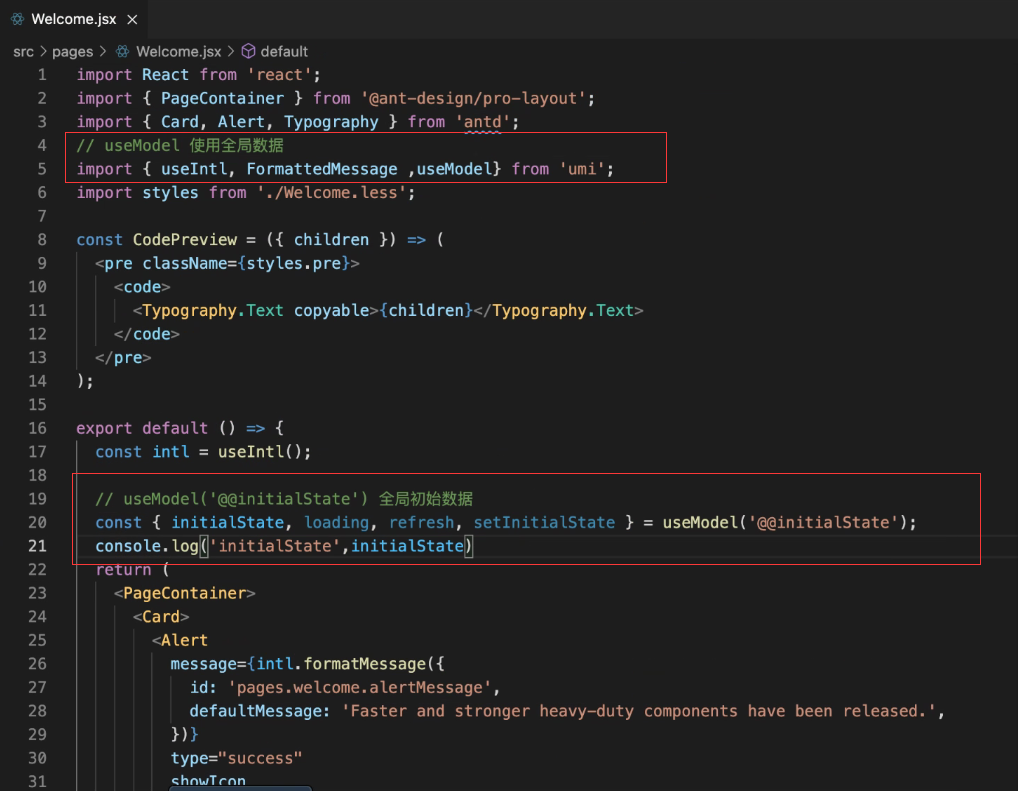 Welcome.jsx ×
src > pages > Welcome.jsx > default
1 import React from 'react';
2 import { PageContainer } from '@ant-design/pro-layout';
3 import { Card, Alert, Typography } from 'antd';
4 // useModel 使用全局数据
5 import { useIntl, FormattedMessage ,useModel} from 'umi';
6 import styles from './Welcome.less';
7
8 const CodePreview = ({ children }) => (
9 <pre className={styles.pre}>
10 <code>
11 <Typography.Text copyable>{children}</Typography.Text>
12 </code>
13 </pre>
14 );
15
16 export default () => {
17 const intl = useIntl();
18
19 // useModel('@@initialState') 全局初始数据
20 const { initialState, loading, refresh, setInitialState } = useModel('@@initialState');
21 console.log('initialState',initialState)
22 return (
23 <PageContainer>
24 <Card>
25 <Alert
26 message={intl.formatMessage({
27 id: 'pages.welcome.alertMessage',
28 defaultMessage: 'Faster and stronger heavy-duty components have been released.',
29 })}
30 type="success"
31 showIcon